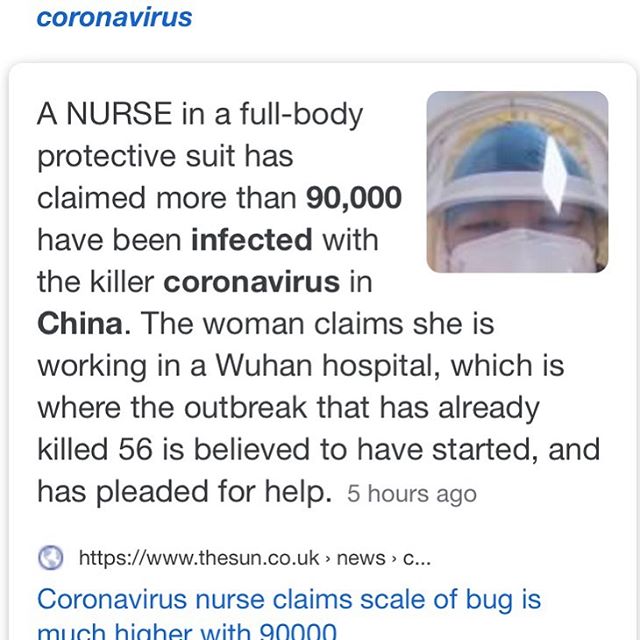 coronavirus
A NURSE in a full-body
protective suit has
claimed more than 90,000
have been infected with
the killer coronavirus in
China. The woman claims she is
working in a Wuhan hospital, which is
where the outbreak that has already
killed 56 is believed to have started, and
has pleaded for help. 5 hours ago
https://www.thesun.co.uk › news › c...
Coronavirus nurse claims scale of bug is
much higher with 90000